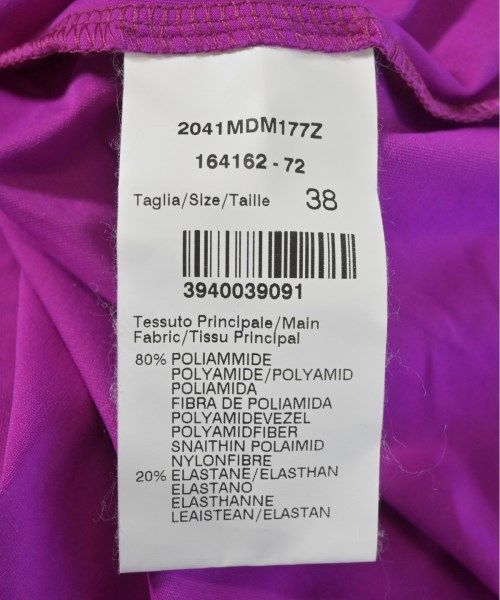 2041MDM177Z
164162-72
Taglia/Size/Taille 38
3940039091
Tessuto Principale/Main
Fabric/Tissu Principal
80% POLIAMMIDE
POLYAMIDE/POLYAMID
POLIAMIDA
FIBRA DE POLIAMIDA
POLYAMIDEVEZEL
POLYAMIDFIBER
SNAITHIN POLAIMID
NYLONFIBRE
20% ELASTANE/ELASTHAN
ELASTANO
ELASTHANNE
LEAISTEAN/ELASTAN